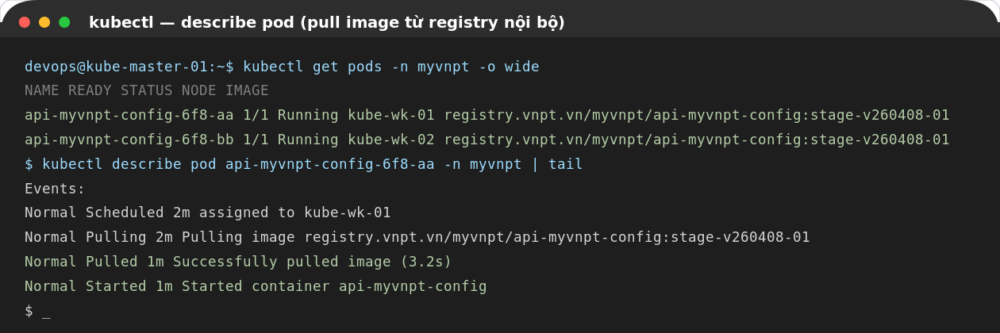 kubectl — describe pod (pull image từ registry nội bộ)
devops@kube-master-01:~$ kubectl get pods -n myvnpt -o wide
NAME READY STATUS NODE IMAGE
api-myvnpt-config-6f8-aa 1/1 Running kube-wk-01 registry.vnpt.vn/myvnpt/api-myvnpt-config:stage-v260408-01
api-myvnpt-config-6f8-bb 1/1 Running kube-wk-02 registry.vnpt.vn/myvnpt/api-myvnpt-config:stage-v260408-01
$ kubectl describe pod api-myvnpt-config-6f8-aa -n myvnpt | tail
Events:
Normal Scheduled 2m assigned to kube-wk-01
Normal Pulling 2m Pulling image registry.vnpt.vn/myvnpt/api-myvnpt-config:stage-v260408-01
Normal Pulled 1m Successfully pulled image (3.2s)
Normal Started 1m Started container api-myvnpt-config
$ _